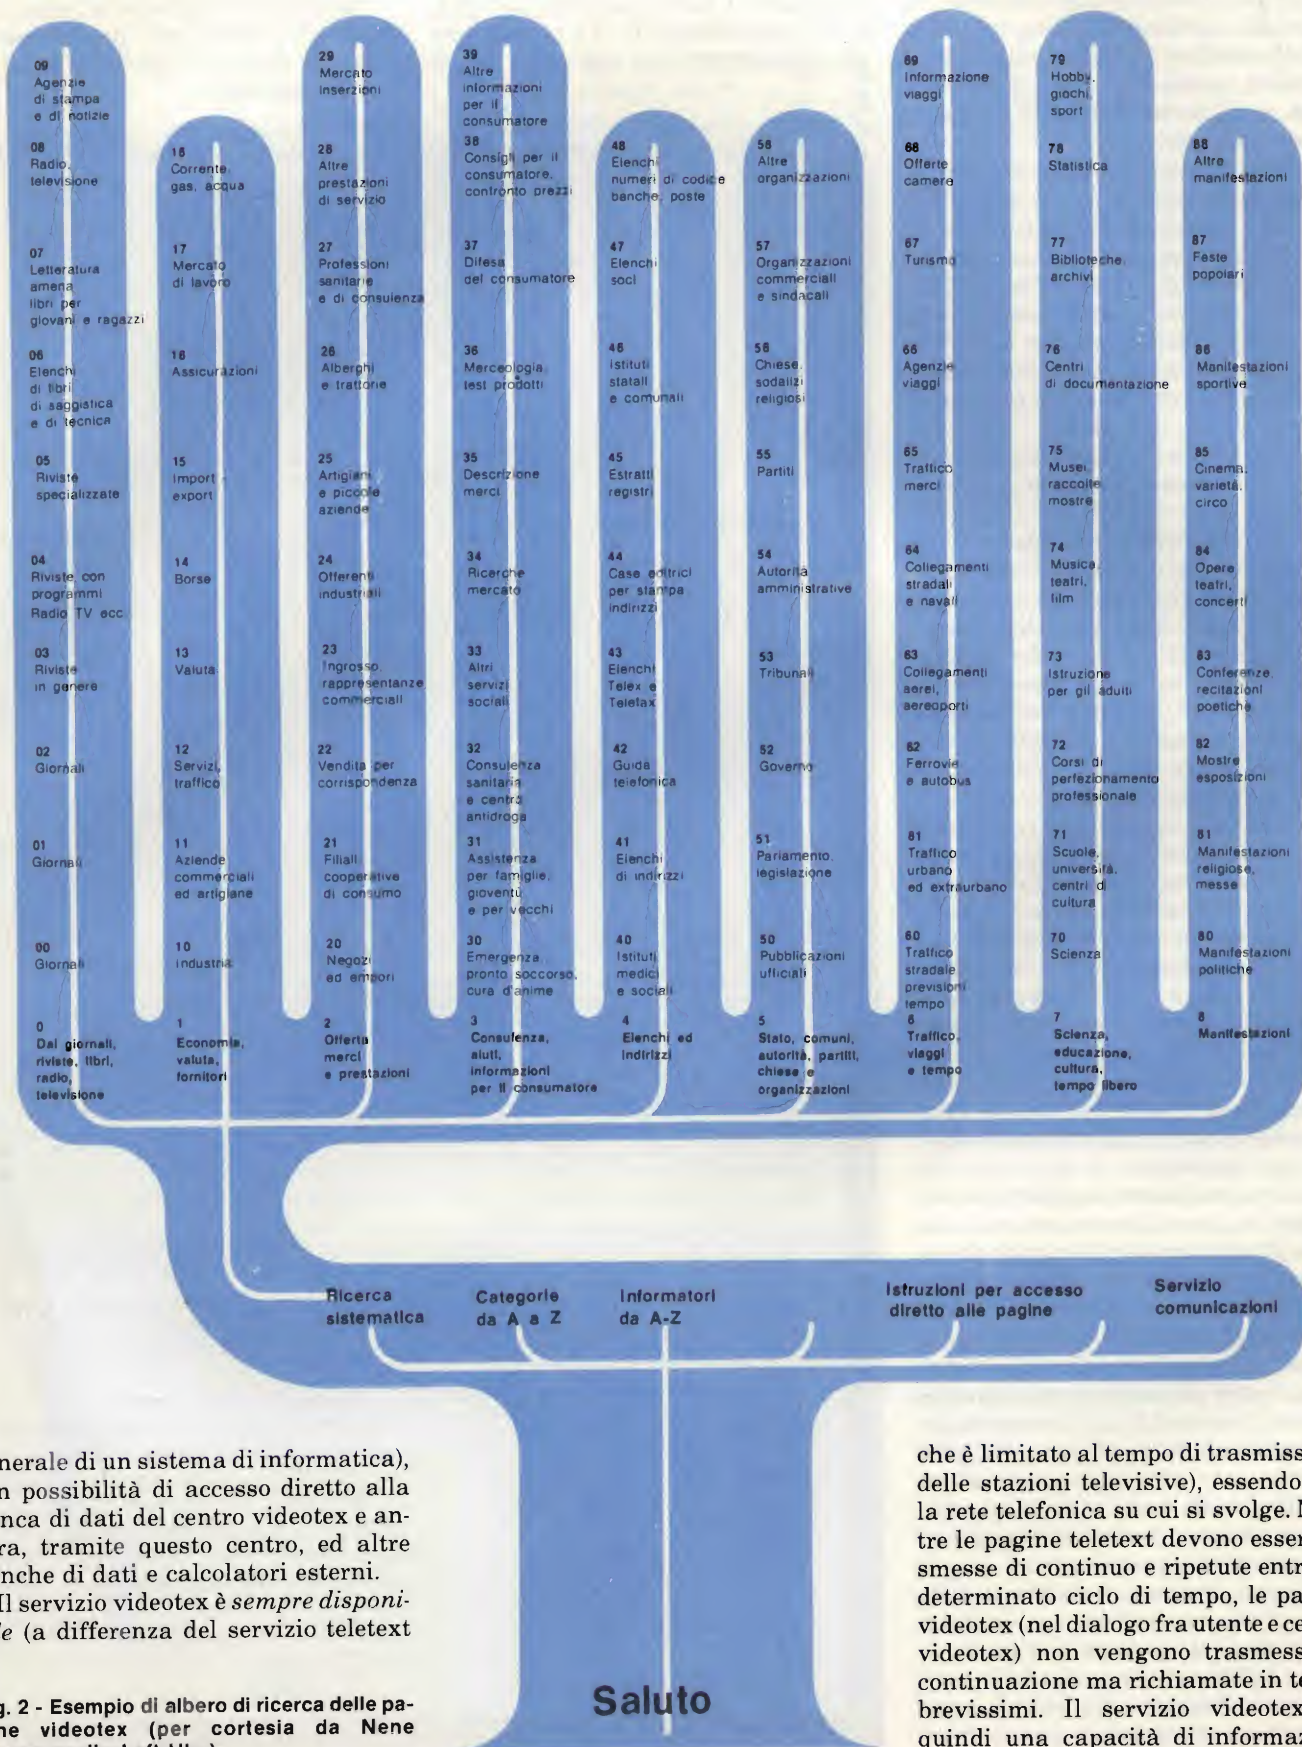 09
Agenzie
di stampa
e di notizie
08
Radio,
televisione
07
Letteratura
amena
libri per
giovani e ragazzi
06
Elenchi
di libri
di saggistica
e di tecnica
05
Riviste
specializzate
04
Riviste con
programmi
Radio TV ecc.
03
Riviste
in genere
02
Giornali
01
Giornali
00
Giornali
0
Dai giornali,
riviste, libri,
radio,
televisione
18
Corrente,
gas, acqua
17
Mercato
di lavoro
16
Assicurazioni
15
Import -
export
14
Borse
13
Valuta
12
Servizi,
traffico
11
Aziende
commerciali
ed artigiane
10
Industria
1
Economia,
valuta,
fornitori
29
Mercato
inserzioni
28
Altre
prestazioni
di servizio
27
Professioni
sanitarie
e di consulenza
26
Alberghi
e trattorie
25
Artigiani
e piccole
aziende
24
Offerenti
industriali
23
Ingrosso,
rappresentanze
commerciali
22
Vendita per
corrispondenza
21
Filiali
cooperative
di consumo
20
Negozi
ed empori
2
Offerta
merci
e prestazioni
39
Altre
informazioni
per il
consumatore
38
Consigli per il
consumatore,
confronto prezzi
37
Difesa
del consumatore
36
Merceologia,
test prodotti
35
Descrizione
merci
34
Ricerche
mercato
33
Altri
servizi
sociali
32
Consulenza
sanitaria
e centro
antidroga
31
Assistenza
per famiglie,
gioventù
e per vecchi
30
Emergenza,
pronto soccorso,
cura d'anime
3
Consulenza,
aiuti,
informazioni
per il consumatore
48
Elenchi
numeri di codice
banche, poste
47
Elenchi
soci
46
Istituti
statali
e comunali
45
Estratti
registri
44
Case editrici
per stampa
indirizzi
43
Elenchi
Telex e
Teletax
42
Guida
telefonica
41
Elenchi
di indirizzi
40
Istituti
medici
e sociali
4
Elenchi ed
indirizzi
58
Altre
organizzazioni
57
Organizzazioni
commerciali
e sindacali
56
Chiese,
sodalizi
religiosi
55
Partiti
54
Autorità
amministrative
53
Tribunali
52
Governo
51
Parlamento,
legislazione
50
Pubblicazioni
ufficiali
5
Stato, comuni,
autorità, partiti,
chiese e
organizzazioni
69
Informazione
viaggi
68
Offerte
camere
67
Turismo
66
Agenzie
viaggi
65
Traffico
merci
64
Collegamenti
stradali
e navali
63
Collegamenti
aerei,
aereoporti
62
Ferrovie
e autobus
61
Traffico
urbano
ed extraurbano
60
Traffico
stradale
previsioni
tempo
6
Traffico,
viaggi
e tempo
79
Hobby,
giochi,
sport
78
Statistica
77
Biblioteche,
archivi
76
Centri
di documentazione
75
Musei,
raccolte,
mostre
74
Musica,
teatri,
film
73
Istruzione
per gli adulti
72
Corsi di
perfezionamento
professionale
71
Scuole,
università,
centri di
cultura
70
Scienza
7
Scienza,
educazione,
cultura,
tempo libero
88
Altre
manifestazioni
87
Feste
popolari
86
Manifestazioni
sportive
85
Cinema,
varietà,
circo
84
Opere
teatri,
concerti
83
Conferenze,
recitazioni
poetiche
82
Mostre
esposizioni
81
Manifestazioni
religiose,
messe
80
Manifestazioni
politiche
8
Manifestazioni
Ricerca
sistematica
Categorie
da A a Z
Informatori
da A-Z
Istruzioni per accesso
diretto alle pagine
Servizio
comunicazioni
Saluto
nerale di un sistema di informatica),
n possibilità di accesso diretto alla
nca di dati del centro videotex e an-
ra, tramite questo centro, ed altre
nche di dati e calcolatori esterni.
Il servizio videotex è sempre disponi-
e (a differenza del servizio teletext
g. 2 - Esempio di albero di ricerca delle pa-
ne videotex (per cortesia da Nene
che è limitato al tempo di trasmiss
delle stazioni televisive), essendo
la rete telefonica su cui si svolge.
tre le pagine teletext devono esser
smesse di continuo e ripetute entr
determinato ciclo di tempo, le pa
videotex (nel dialogo fra utente e ce
videotex) non vengono trasmess
continuazione ma richiamate in te
brevissimi. Il servizio videotex
quindi una capacità di informaz